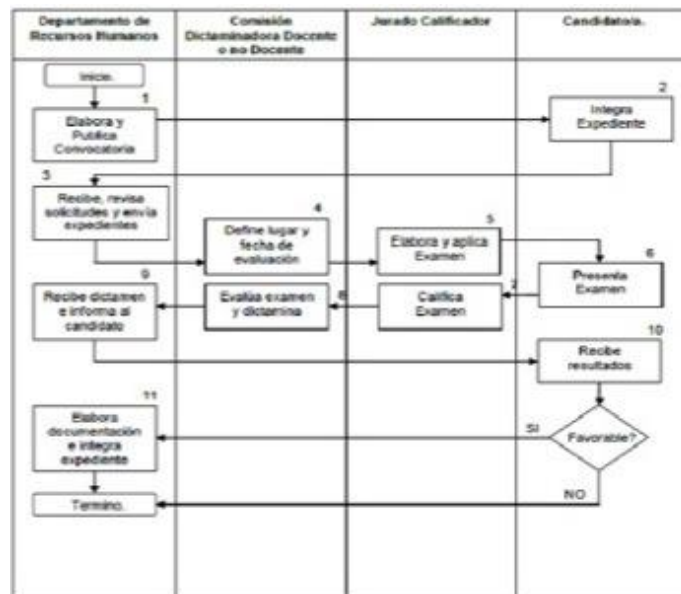 Departamento de
Recursos Humanos
Comisión
Dictaminadora Docente
o no Docente
Jurado Calificador
Candidato/a.
Inicio.
1
Elabora y
Publica
Convocatoria
2
Integra
Expediente
3
Recibe, revisa
solicitudes y envía
expedientes
4
Define lugar y
fecha de
evaluación
5
Elabora y aplica
Examen
6
Presenta
Examen
7
Califica
Examen
8
Evalúa examen
y dictamina
9
Recibe dictamen
e informa al
candidato
10
Recibe
resultados
Favorable?
SI
NO
11
Elabora
documentación
e integra
expediente
Termino.